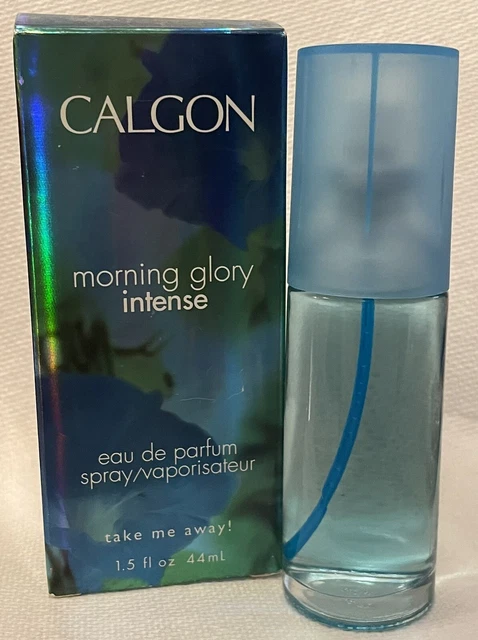 CALGON
morning glory
intense
eau de parfum
spray/vaporisateur
take me away!
1.5 fl oz 44mL